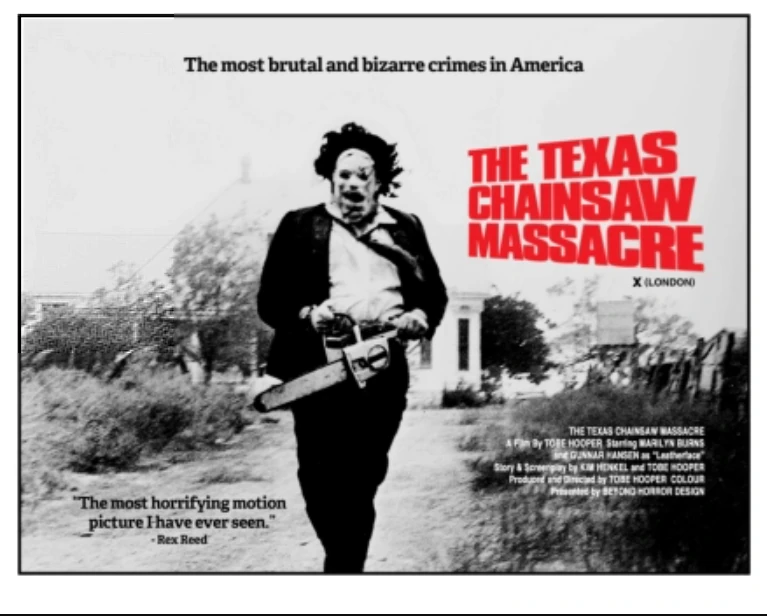 The most brutal and bizarre crimes in America
THE TEXAS
CHAINSAW
MASSACRE
X (LONDON)
THE TEXAS CHAINSAW MASSACRE
A Film By TOBE HOOPER Starring MARILYN BURNS
and GUNNAR HANSEN as "Leatherface"
Story & Screenplay by KIM HENKEL and TOBE HOOPER
Produced and Directed by TOBE HOOPER COLOUR
Presented by BEYOND HORROR DESIGN
"The most horrifying motion
picture I have ever seen."
- Rex Reed